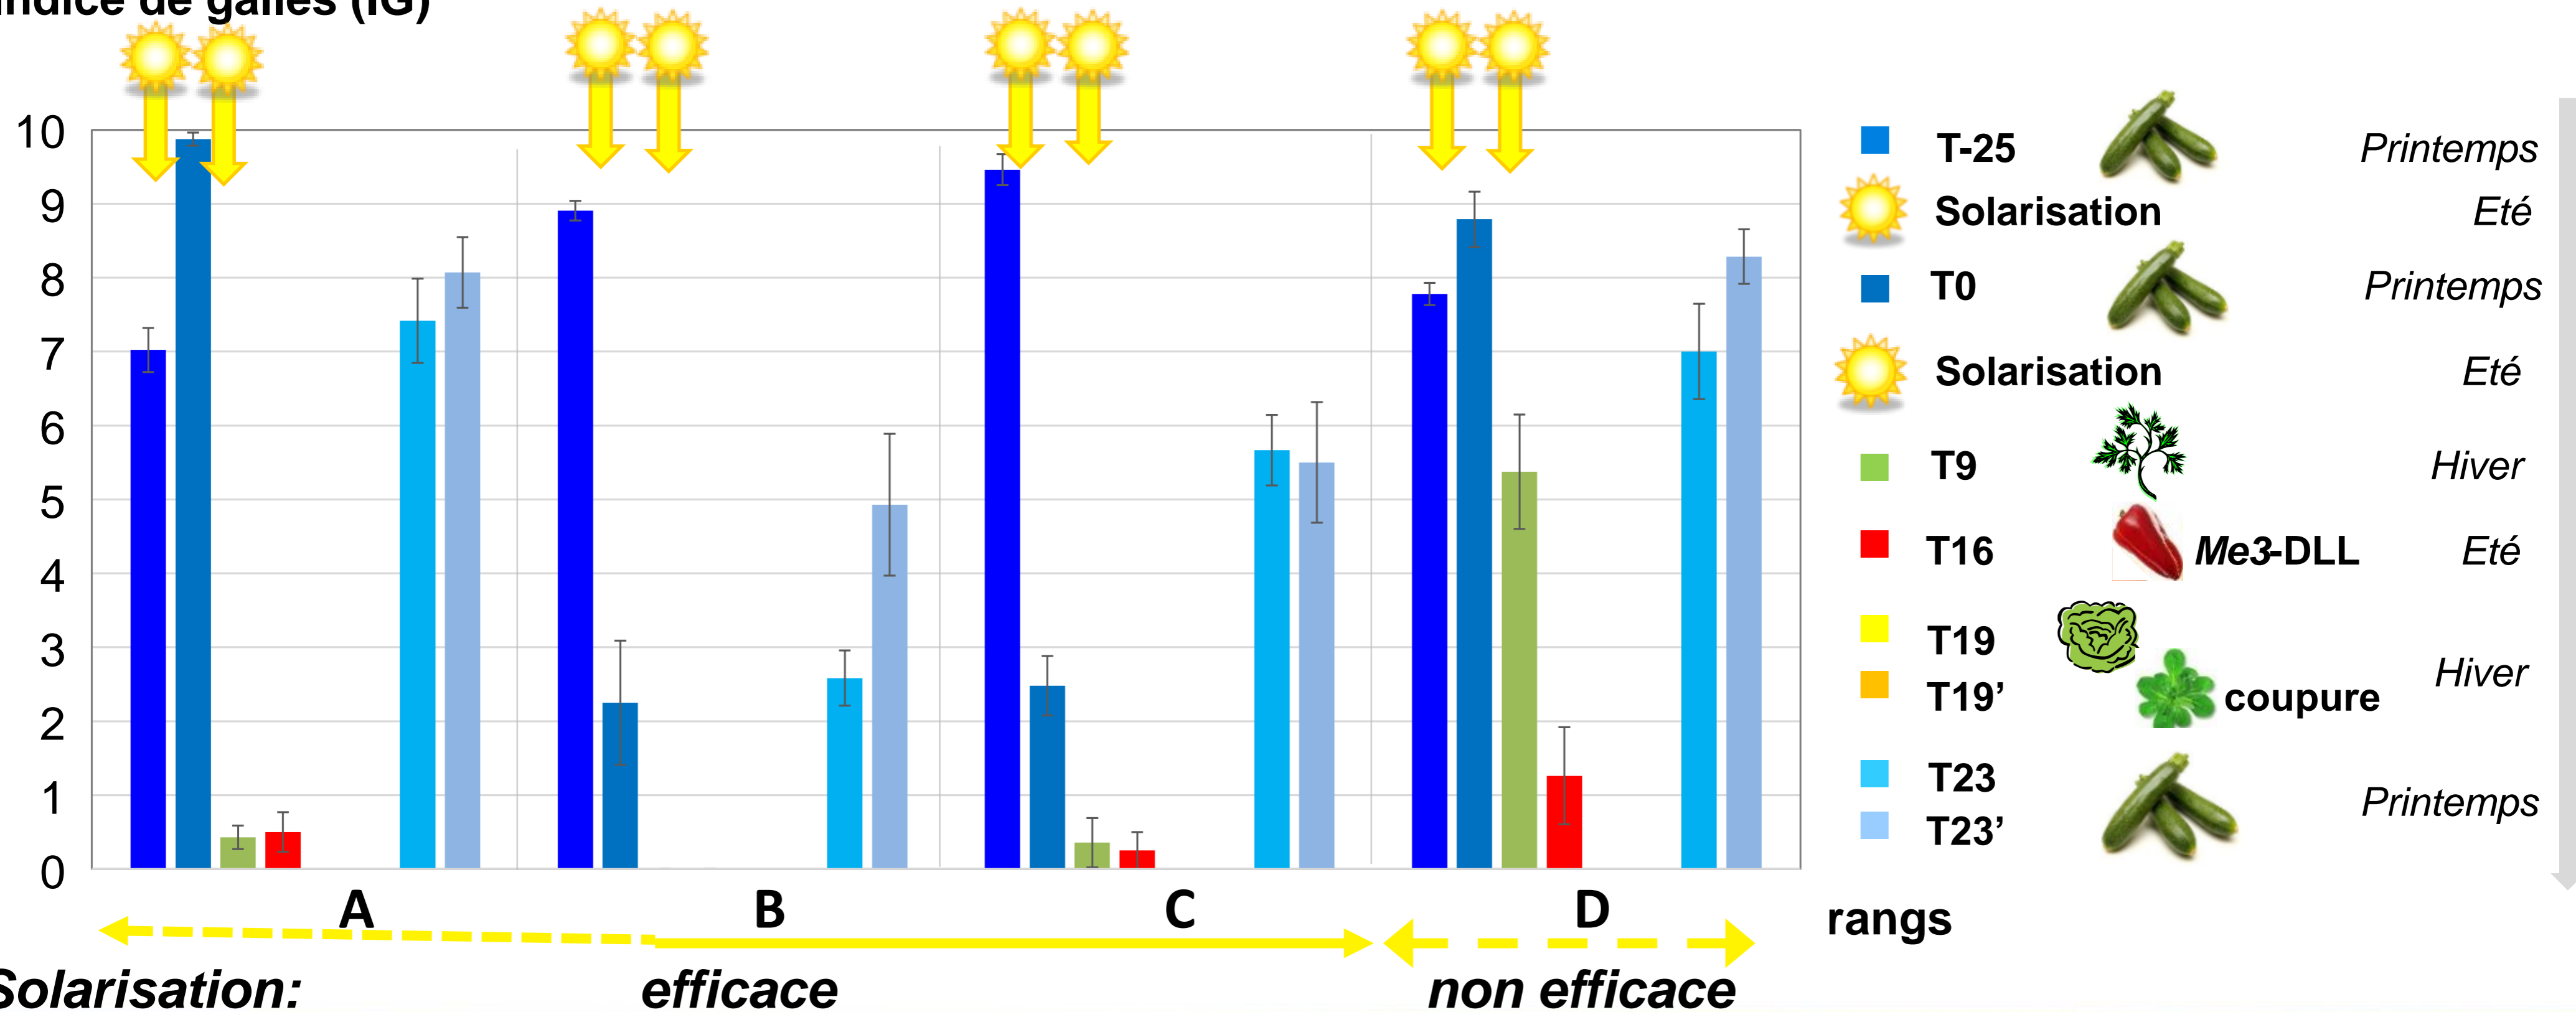 Indice de galles (IG)
10
9
8
7
6
5
4
3
2
1
0
A
B
C
D
rangs
Solarisation:
efficace
non efficace
T-25
Printemps
Solarisation
Eté
T0
Printemps
Solarisation
Eté
T9
Hiver
T16
Me3-DLL
Eté
T19
T19’
coupure
Hiver
T23
T23’
Printemps